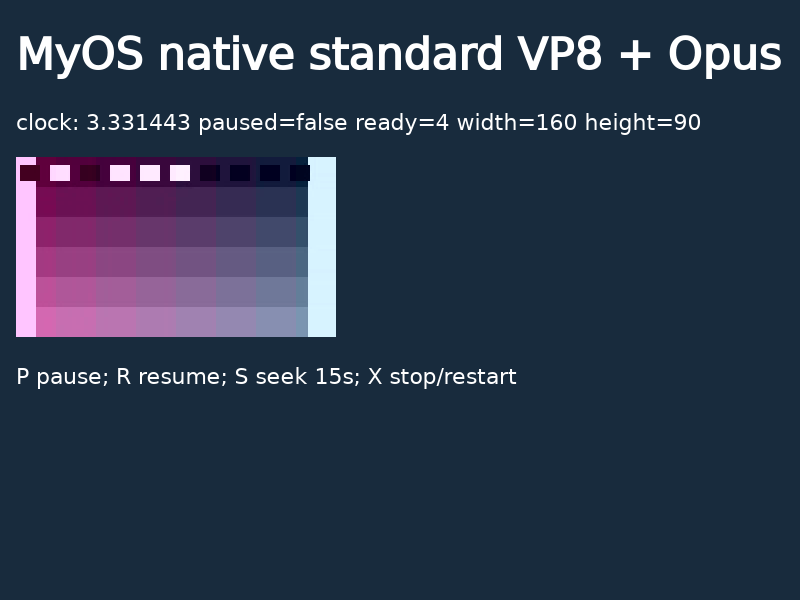 MyOS native standard VP8 + Opus
clock: 3.331443 paused=false ready=4 width=160 height=90
P pause; R resume; S seek 15s; X stop/restart